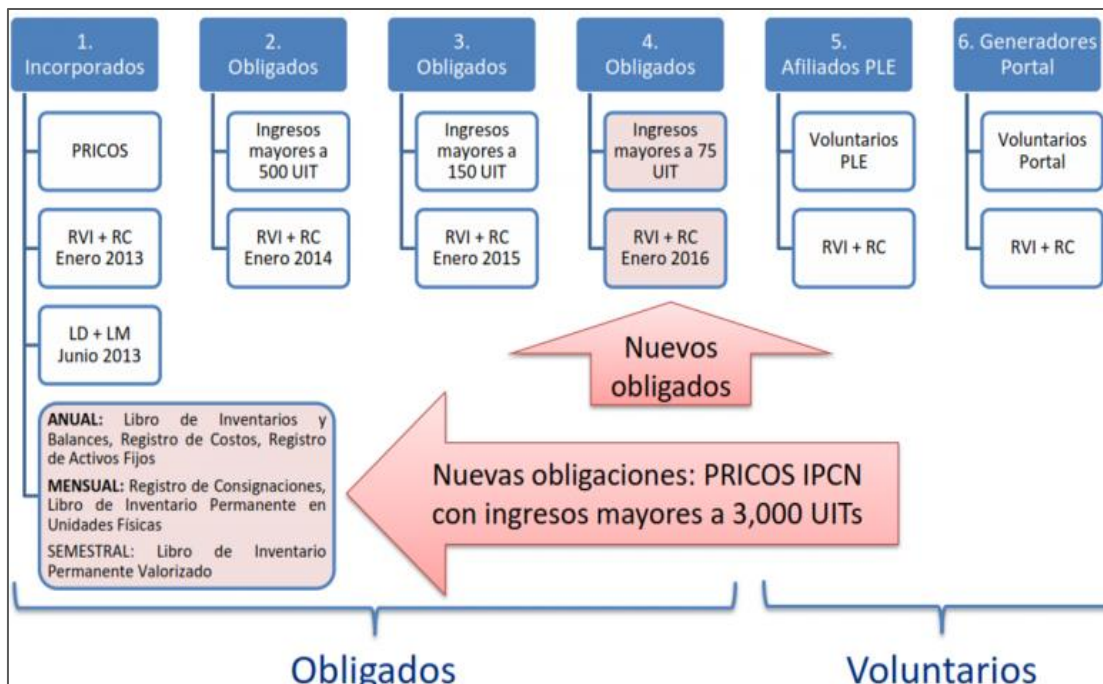 1.
Incorporados
PRICOS
RVI + RC
Enero 2013
LD + LM
Junio 2013
ANUAL: Libro de Inventarios y
Balances, Registro de Costos, Registro
de Activos Fijos
MENSUAL: Registro de Consignaciones,
Libro de Inventario Permanente en
Unidades Físicas
SEMESTRAL: Libro de Inventario
Permanente Valorizado
2.
Obligados
Ingresos
mayores a
500 UIT
RVI + RC
Enero 2014
3.
Obligados
Ingresos
mayores a
150 UIT
RVI + RC
Enero 2015
4.
Obligados
Ingresos
mayores a 75
UIT
RVI + RC
Enero 2016
5.
Afiliados PLE
Voluntarios
PLE
RVI + RC
6. Generadores
Portal
Voluntarios
Portal
RVI + RC
Nuevos
obligados
Nuevas obligaciones: PRICOS IPCN
con ingresos mayores a 3,000 UITs
Obligados
Voluntarios